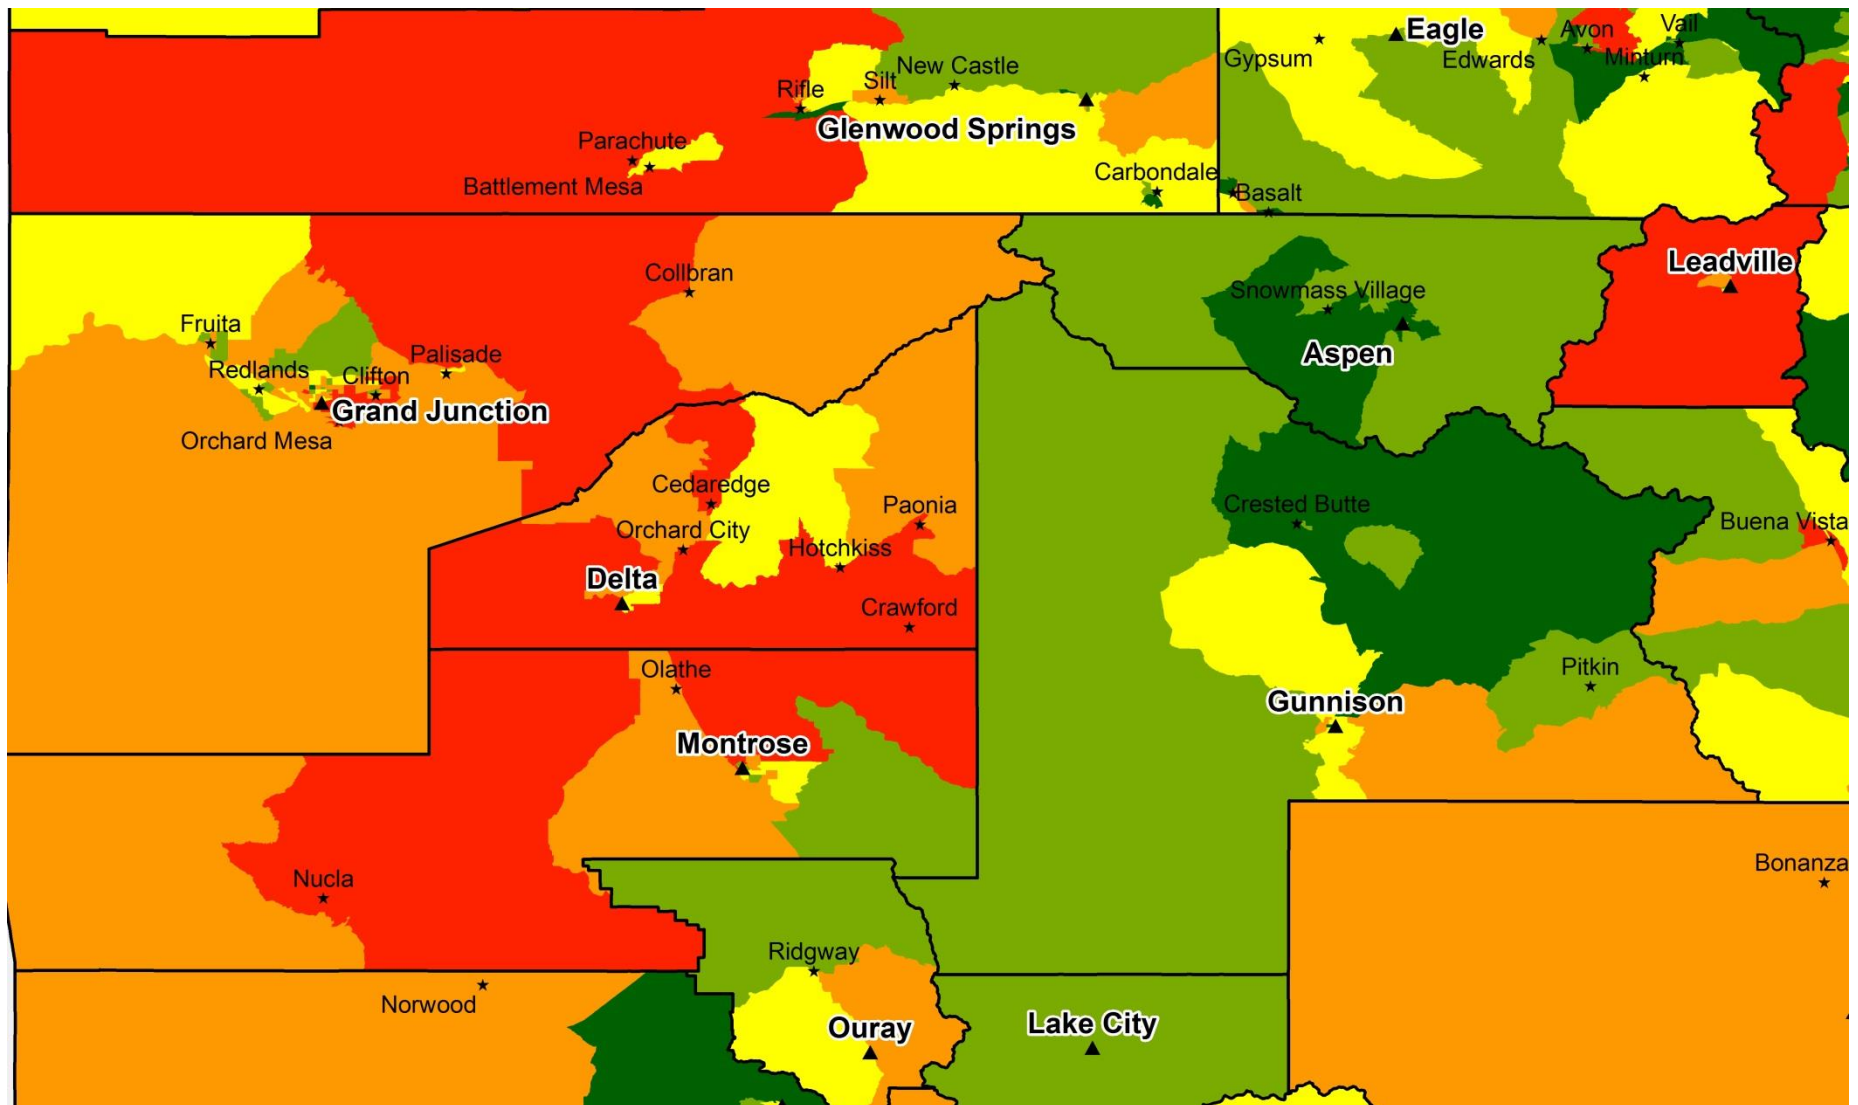 Eagle
Avon
Vail
Gypsum
Edwards
Minturn
New Castle
Silt
Rifle
Glenwood Springs
Parachute
Battlement Mesa
Carbondale
Basalt
Leadville
Collbran
Snowmass Village
Fruita
Aspen
Palisade
Redlands
Clifton
Grand Junction
Orchard Mesa
Cedaredge
Paonia
Crested Butte
Buena Vista
Orchard City
Hotchkiss
Delta
Crawford
Olathe
Pitkin
Gunnison
Montrose
Bonanza
Nucla
Ridgway
Norwood
Ouray
Lake City